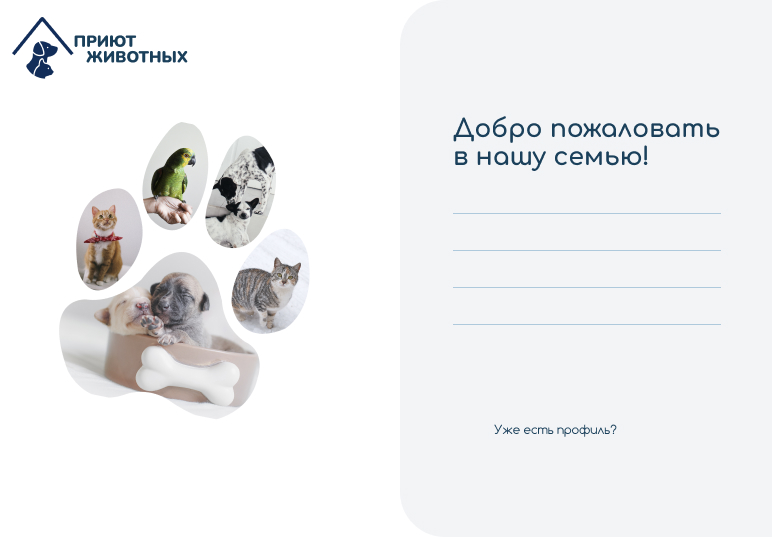 ПРИЮТ
ЖИВОТНЫХ
Добро пожаловать
в нашу семью!
Уже есть профиль?